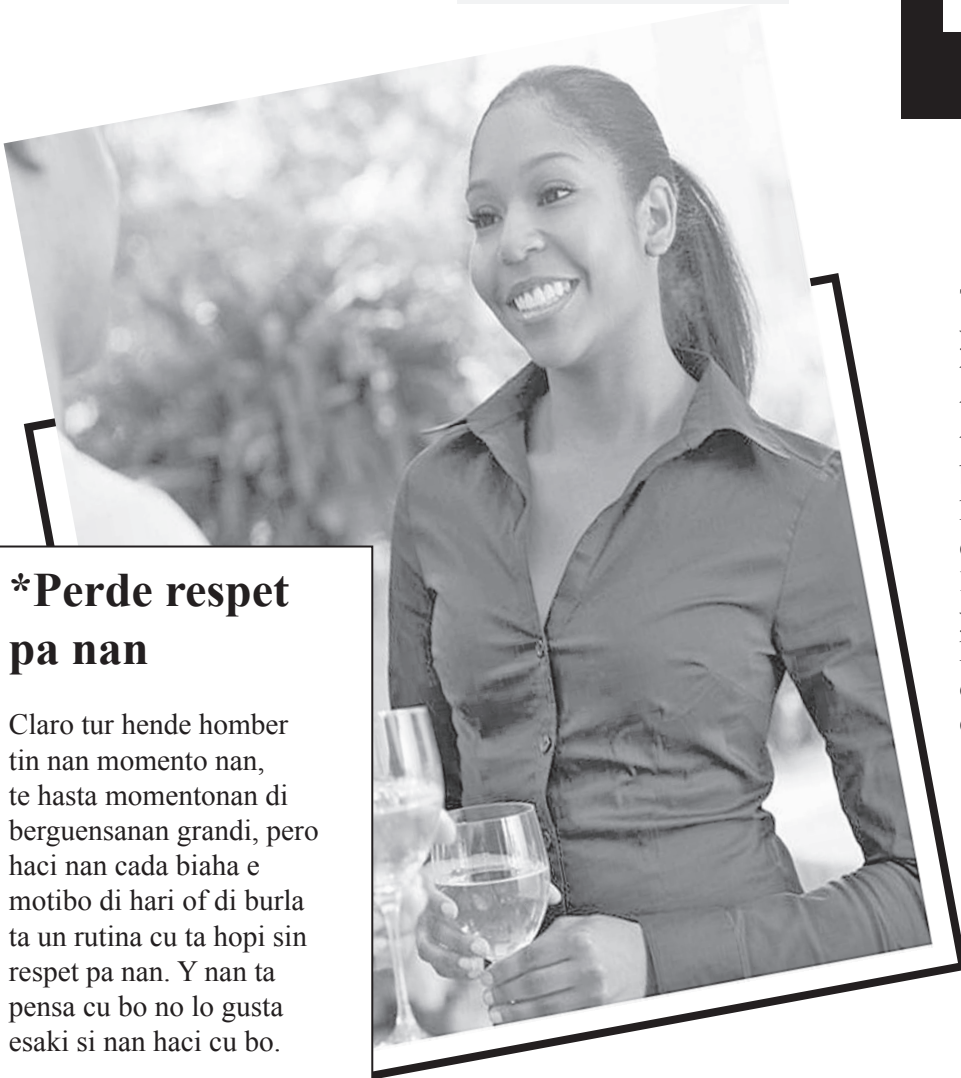 *Perde respet
pa nan
Claro tur hende homber
tin nan momento nan,
te hasta momentonan di
berguensanan grandi, pero
haci nan cada biaha e
motibo di hari of di burla
ta un rutina cu ta hopi sin
respet pa nan. Y nan ta
pensa cu bo no lo gusta
esaki si nan haci cu bo.